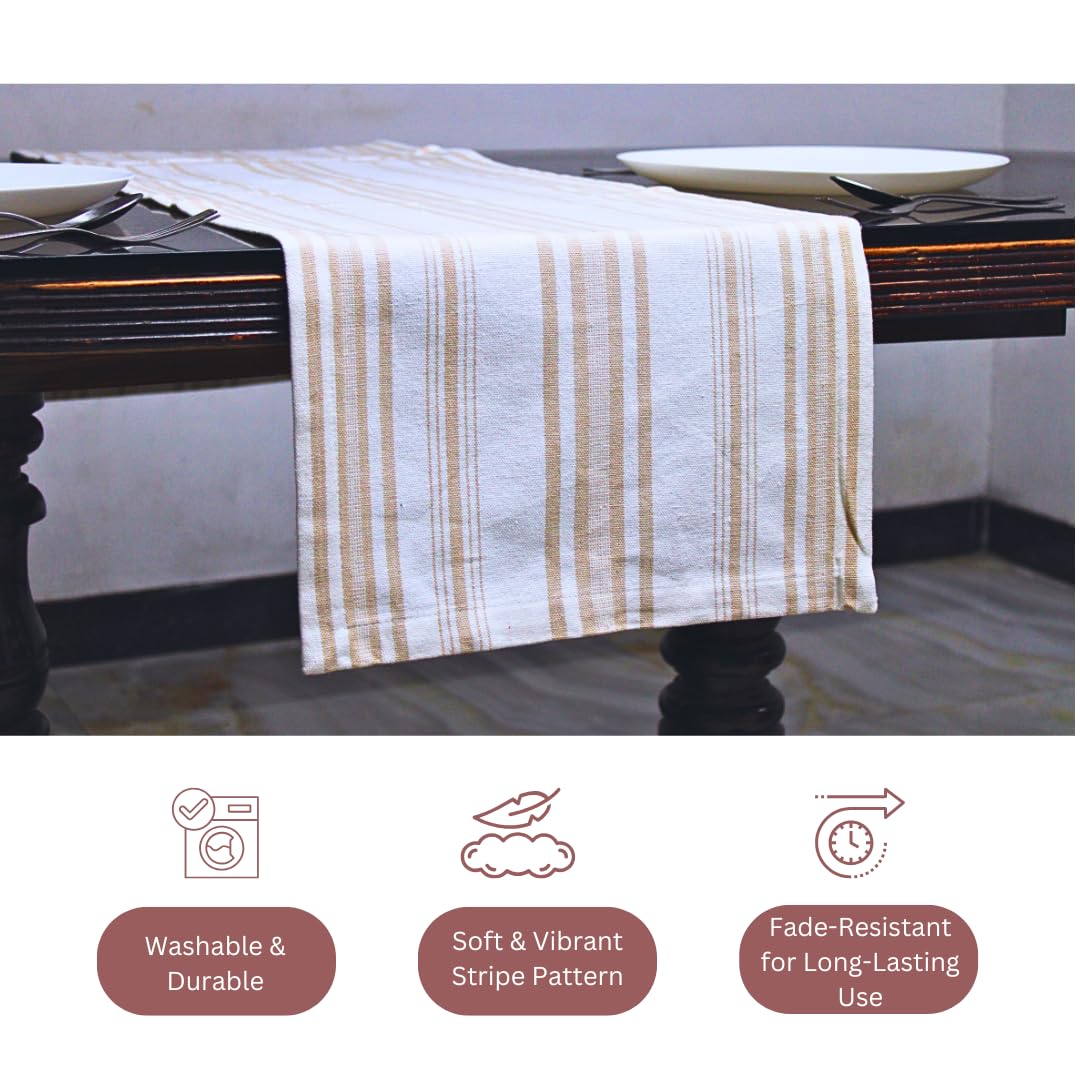 Washable &
Durable
Soft & Vibrant
Stripe Pattern
Fade-Resistant
for Long-Lasting
Use